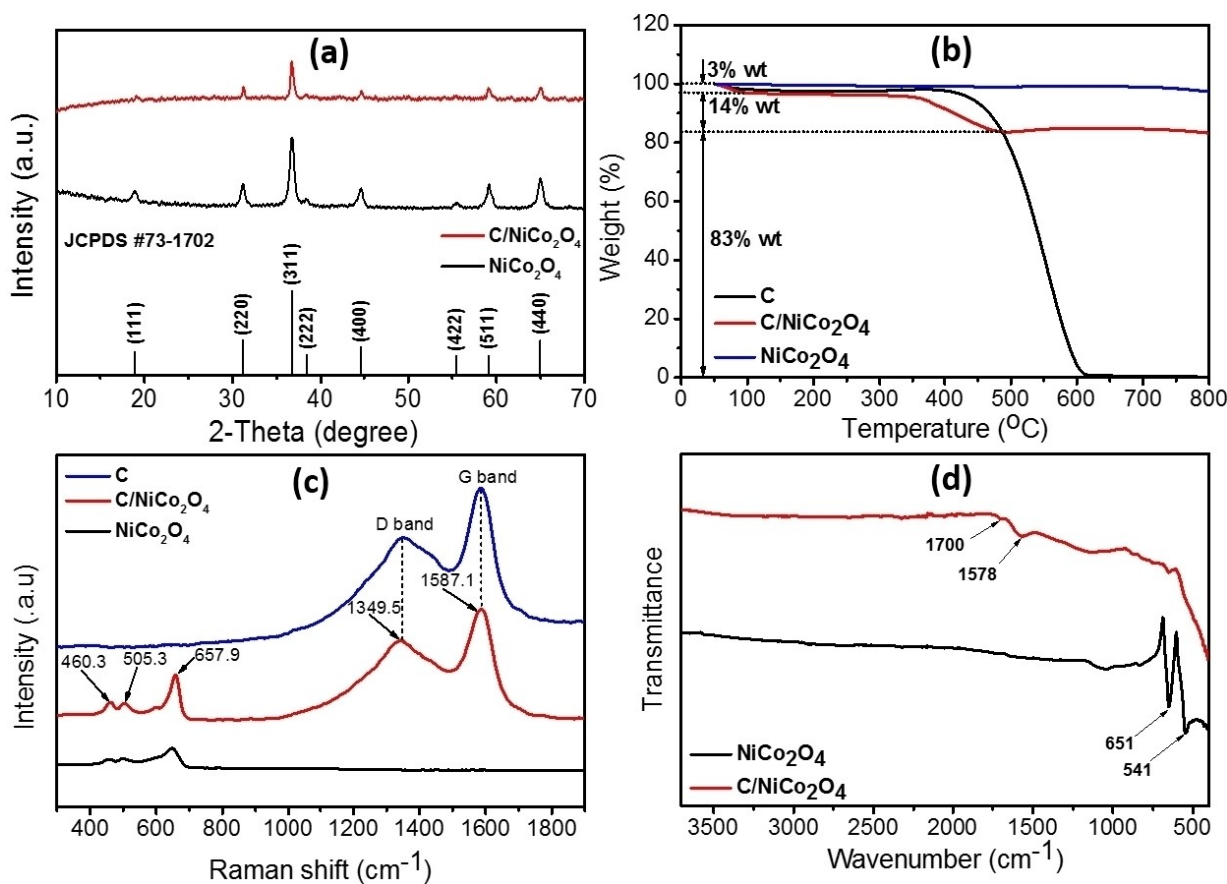 (a)
Intensity (a.u.)
JCPDS #73-1702
C/NiCo₂O₄
NiCo₂O₄
(111)
(220)
(311)
(222)
(400)
(422)
(511)
(440)
10 20 30 40 50 60 70
2-Theta (degree)
(b)
Weight (%)
120
100
80
60
40
20
0
3% wt
14% wt
83% wt
C
C/NiCo₂O₄
NiCo₂O₄
0 100 200 300 400 500 600 700 800
Temperature (⁰C)
(c)
Intensity (.a.u)
C
C/NiCo₂O₄
NiCo₂O₄
G band
D band
1587.1
1349.5
657.9
505.3
460.3
400 600 800 1000 1200 1400 1600 1800
Raman shift (cm⁻¹)
(d)
Transmittance
1700
1578
651
541
NiCo₂O₄
C/NiCo₂O₄
3500 3000 2500 2000 1500 1000 500
Wavenumber (cm⁻¹)